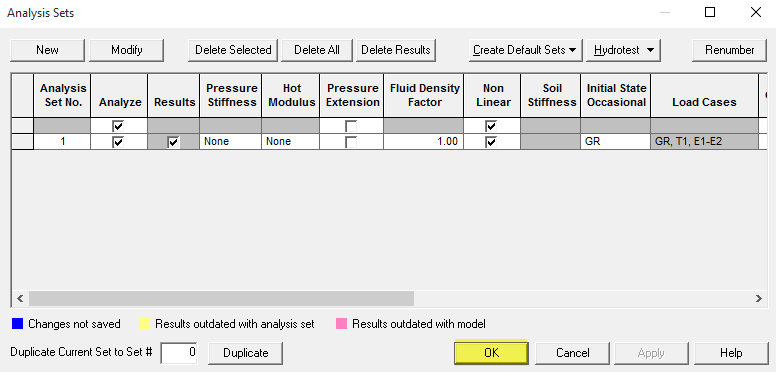 Analysis Sets
New Modify Delete Selected Delete All Delete Results Create Default Sets Hydrotest Renumber
Analysis Set No. Analyze Results Pressure Stiffness Hot Modulus Pressure Extension Fluid Density Factor Non Linear Soil Stiffness Initial State Occasional Load Cases
1 None None 1.00 GR GR, T1, E1-E2
Changes not saved Results outdated with analysis set Results outdated with model
Duplicate Current Set to Set # 0 Duplicate OK Cancel Apply Help